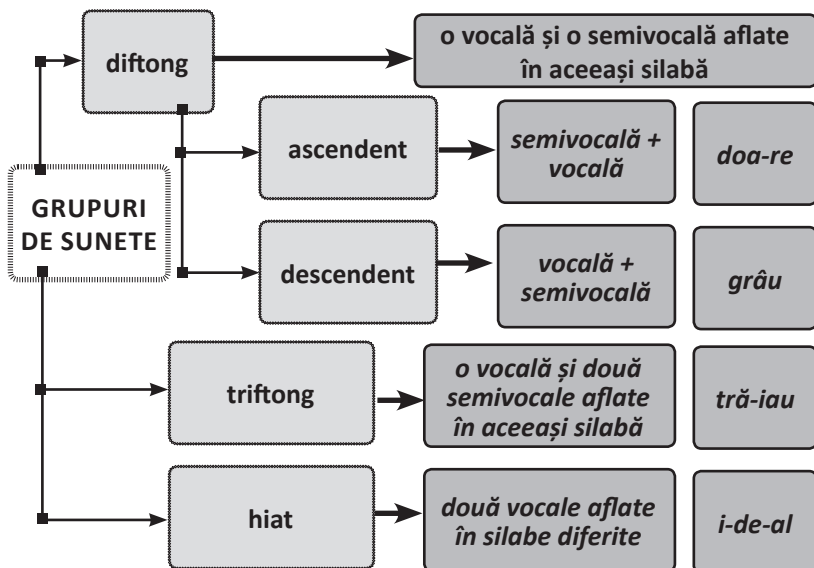 diftong
o vocală și o semivocală aflate
în aceeași silabă
GRUPURI
DE SUNETE
ascendent
semivocală +
vocală
doa-re
descendent
vocală +
semivocală
grâu
triftong
o vocală și două
semivocale aflate
în aceeași silabă
tră-iau
hiat
două vocale aflate
în silabe diferite
i-de-al